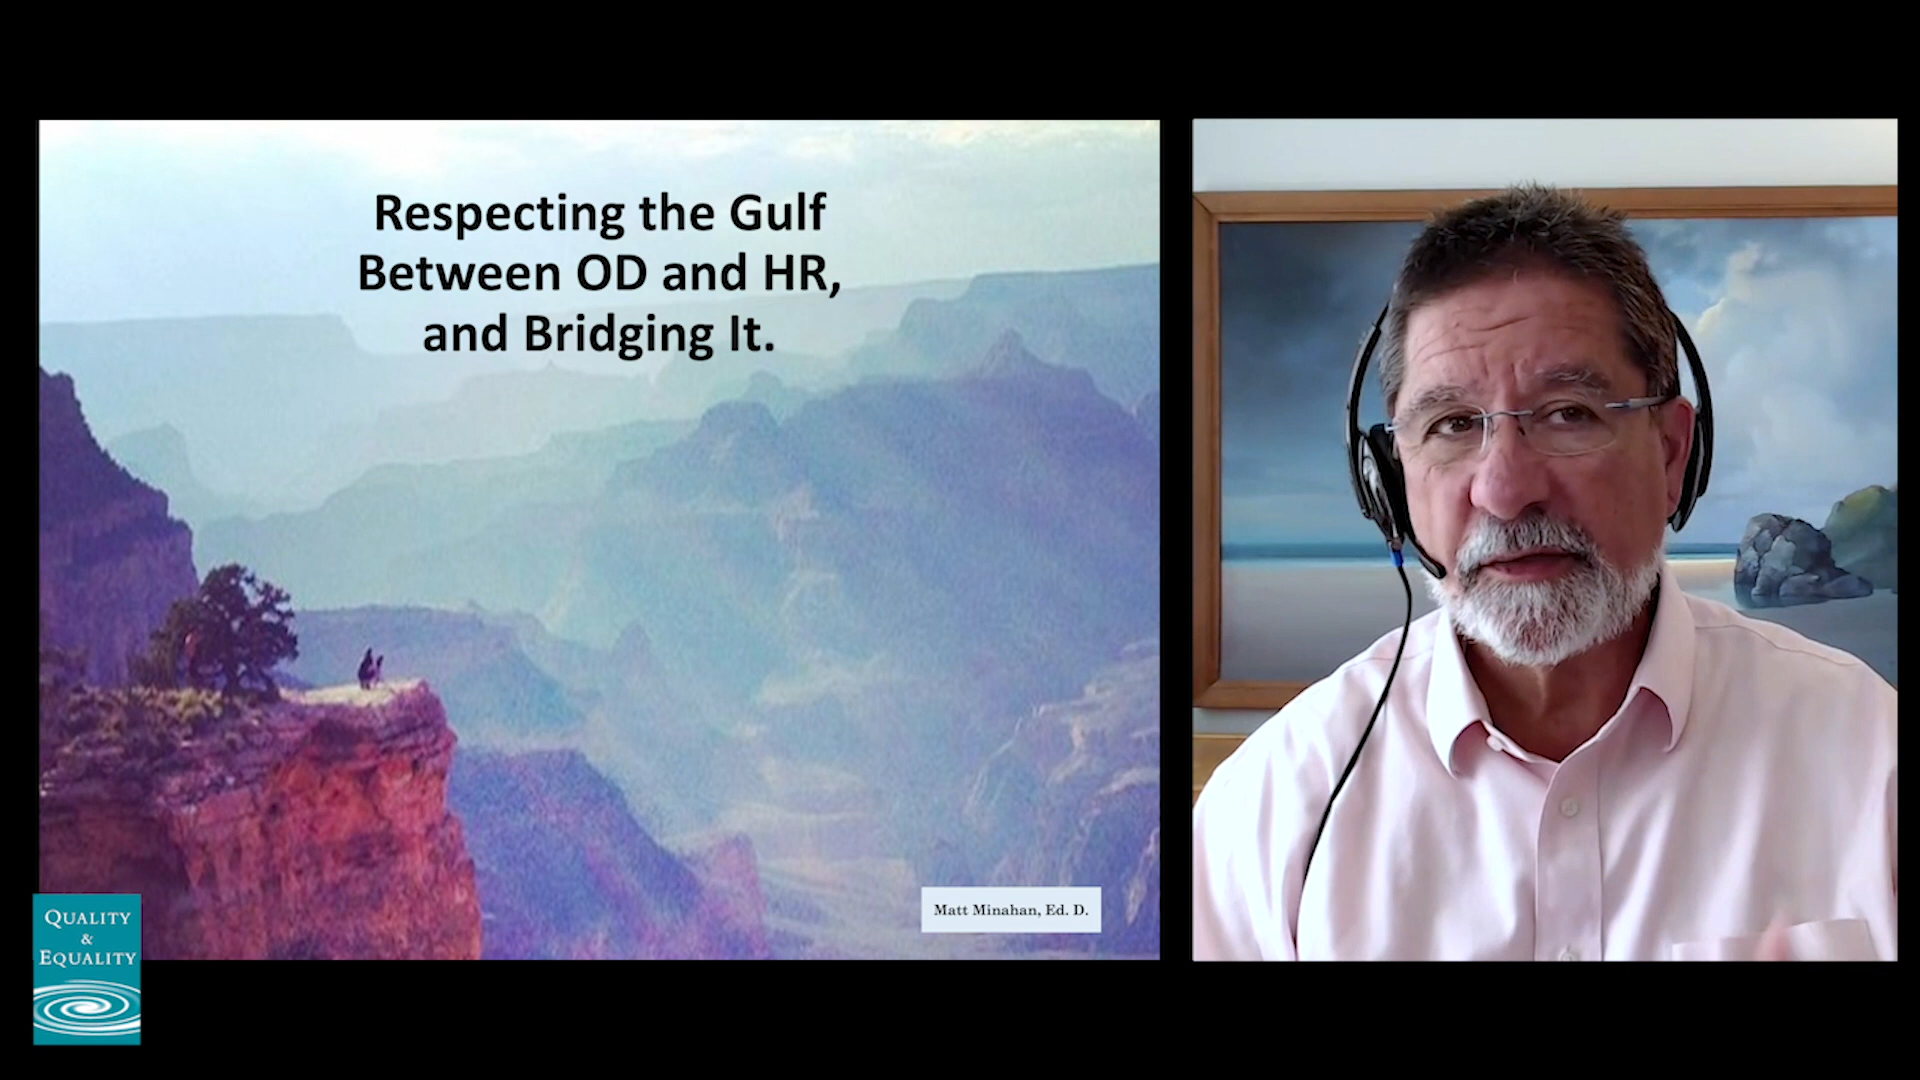 Respecting the Gulf
Between OD and HR,
and Bridging It.
Matt Minahan, Ed. D.
QUALITY
&
EQUALITY